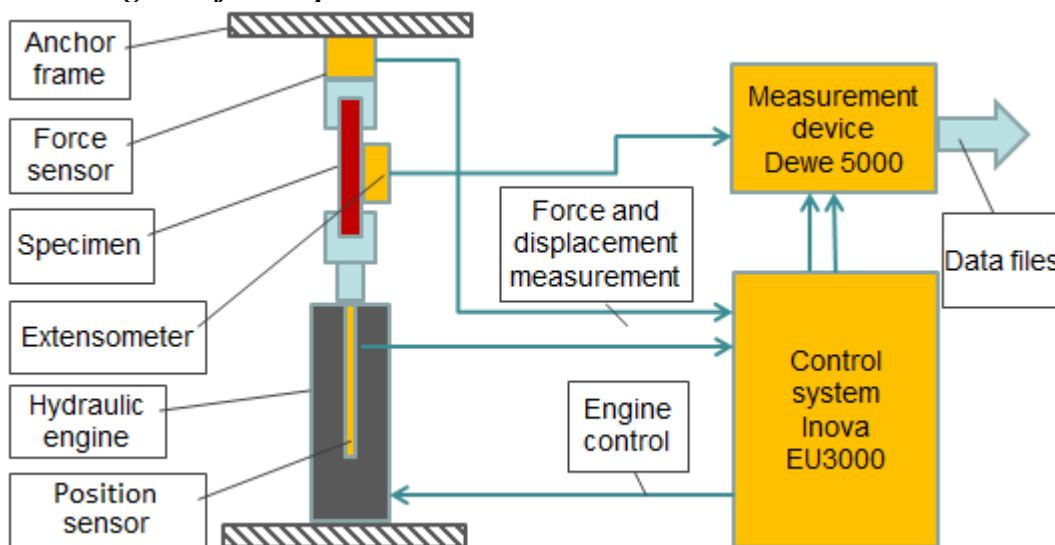 Anchor
frame
Force
sensor
Specimen
Extensometer
Hydraulic
engine
Position
sensor
Force and
displacement
measurement
Engine
control
Measurement
device
Dewe 5000
Data files
Control
system
Inova
EU3000